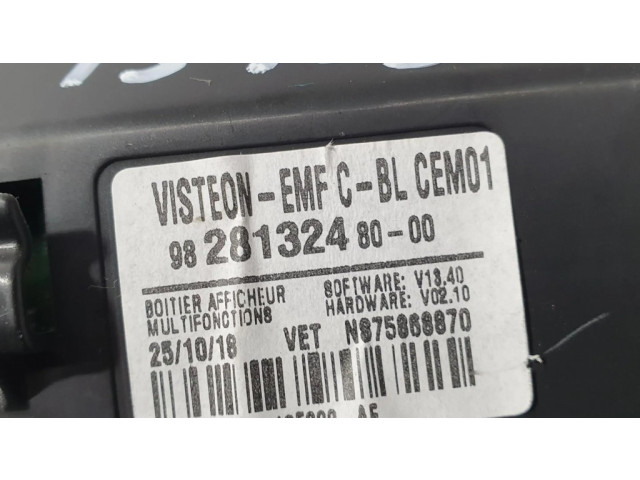 VISTEON-EMF C-BL CEM01
98 281324 80-00
BOITIER AFFICHEUR
MULTIFONCTIONS
SOFTWARE: V18.40
HARDWARE: V02.10
25/10/18 VET N875868870